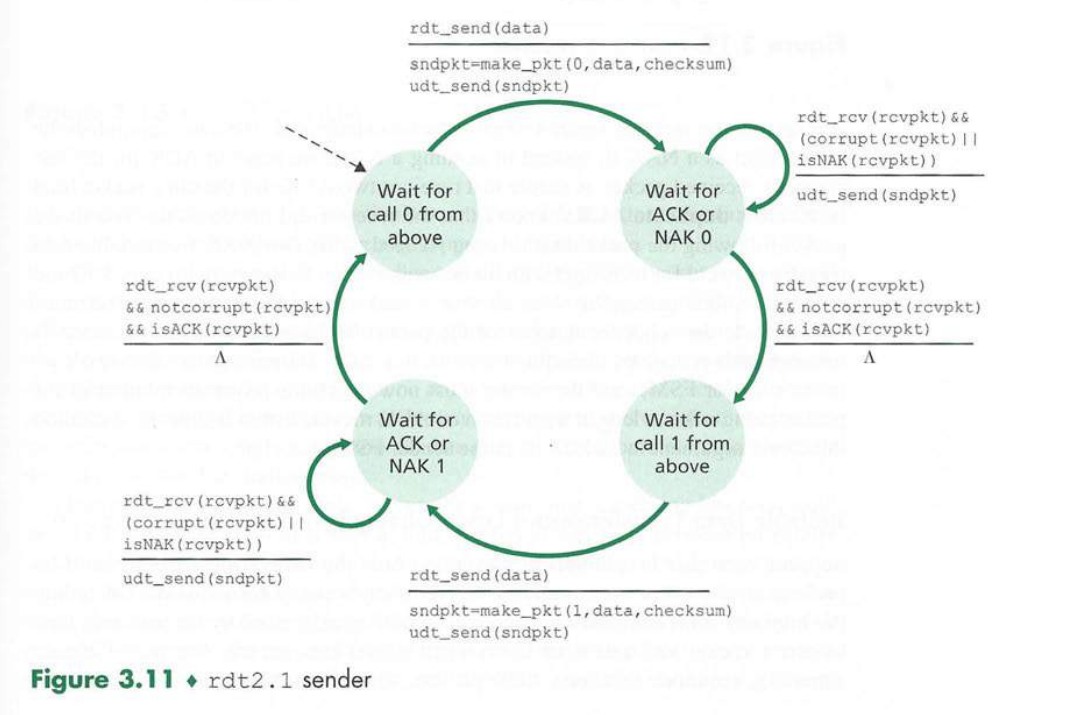 rdt_send(data)
sndpkt=make_pkt(0,data,checksum)
udt_send(sndpkt)
rdt_rcv(rcvpkt)&&
(corrupt(rcvpkt)||
isNAK(rcvpkt))
udt_send(sndpkt)
Wait for
call 0 from
above
Wait for
ACK or
NAK 0
rdt_rcv(rcvpkt)
&& notcorrupt(rcvpkt)
&& isACK(rcvpkt)
Λ
rdt_rcv(rcvpkt)
&& notcorrupt(rcvpkt)
&& isACK(rcvpkt)
Λ
Wait for
ACK or
NAK 1
Wait for
call 1 from
above
rdt_rcv(rcvpkt)&&
(corrupt(rcvpkt)||
isNAK(rcvpkt))
udt_send(sndpkt)
rdt_send(data)
sndpkt=make_pkt(1,data,checksum)
udt_send(sndpkt)
Figure 3.11 ♦ rdt2.1 sender